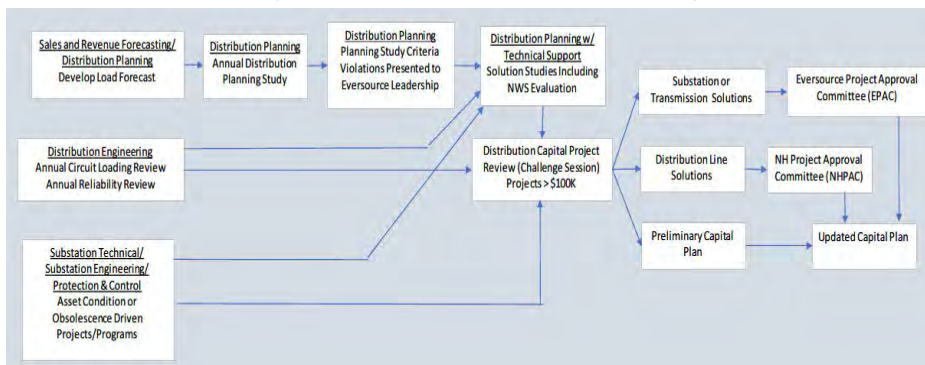 Sales and Revenue Forecasting/
Distribution Planning
Develop Load Forecast
Distribution Planning
Annual Distribution
Planning Study
Distribution Planning
Planning Study Criteria
Violations Presented to
Eversource Leadership
Distribution Planning w/
Technical Support
Solution Studies Including
NWS Evaluation
Substation or
Transmission Solutions
Eversource Project Approval
Committee (EPAC)
Distribution Engineering
Annual Circuit Loading Review
Annual Reliability Review
Distribution Capital Project
Review (Challenge Session)
Projects > $100K
Distribution Line
Solutions
NH Project Approval
Committee (NHPAC)
Preliminary Capital
Plan
Updated Capital Plan
Substation Technical/
Substation Engineering/
Protection & Control
Asset Condition or
Obsolescence Driven
Projects/Programs